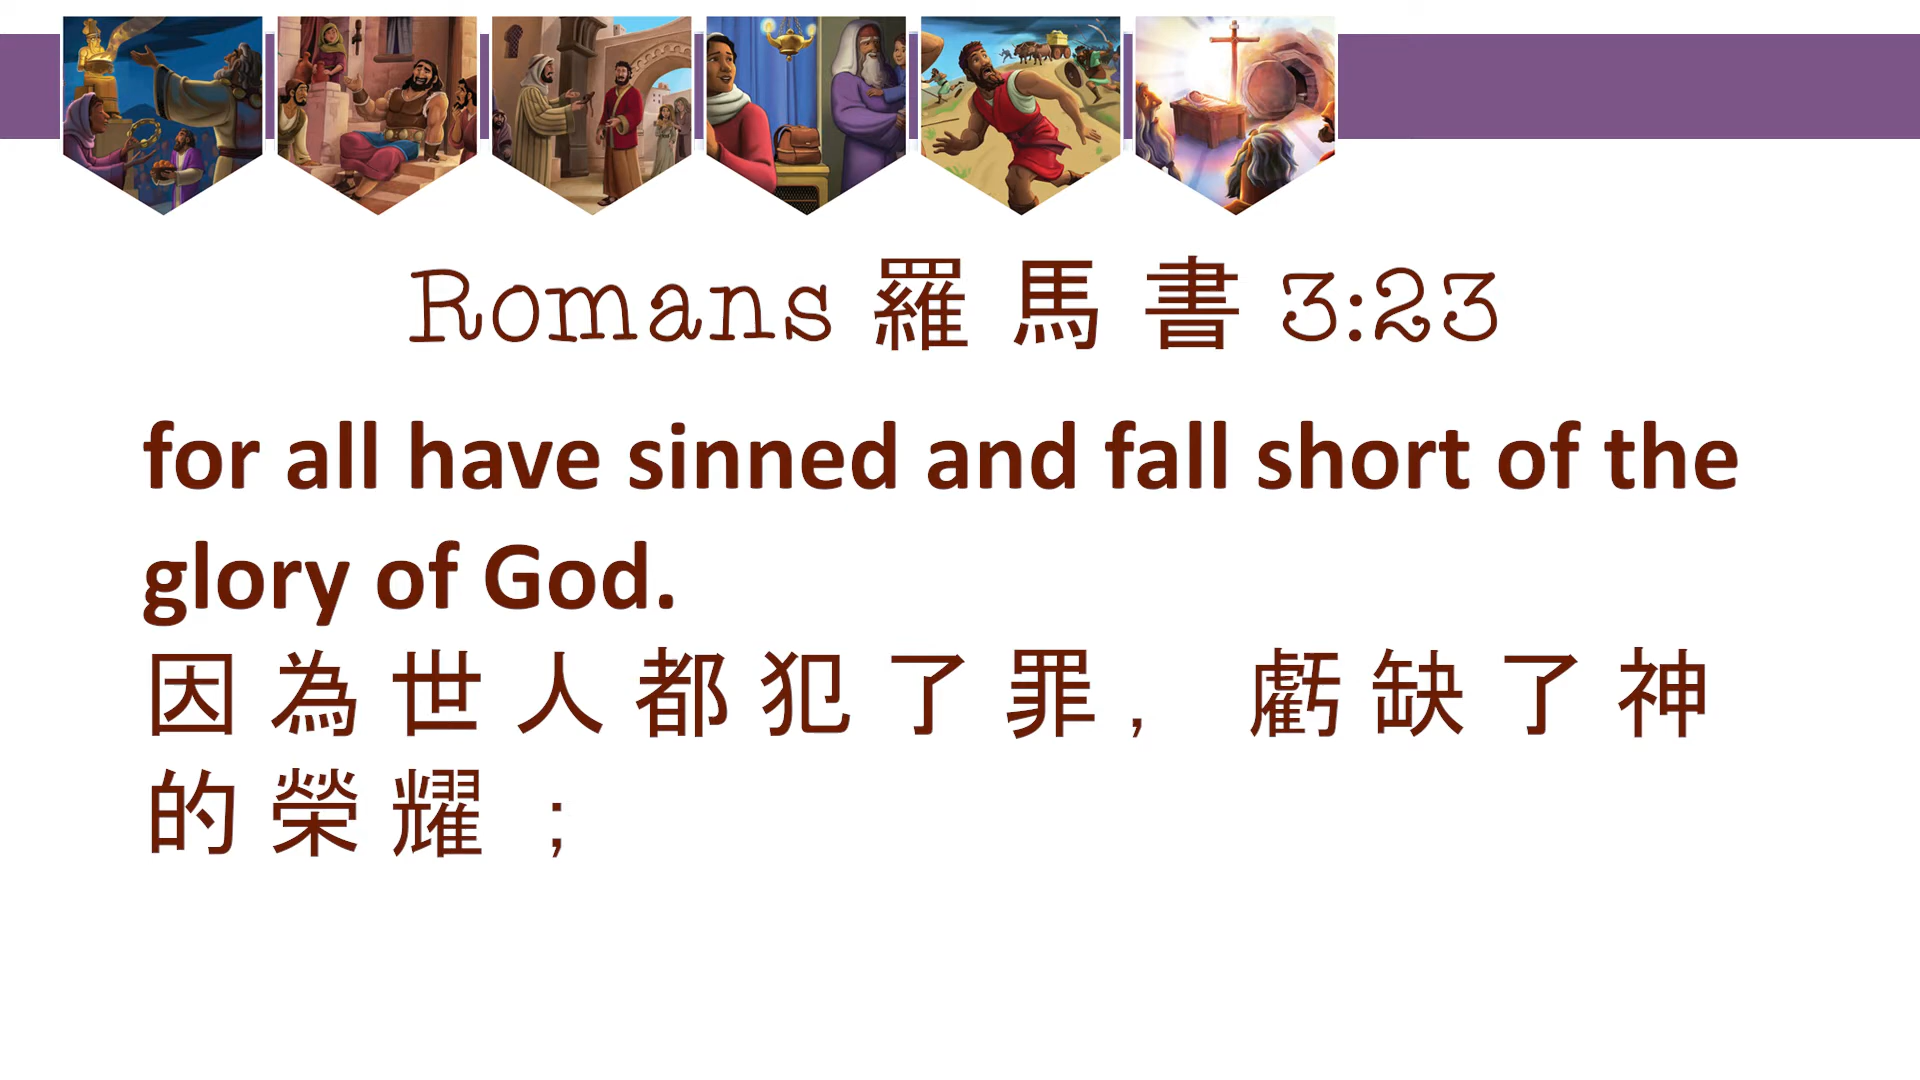 Romans 羅馬書 3:23
for all have sinned and fall short of the
glory of God.
因為世人都犯了罪, 虧缺了神
的榮耀 ;